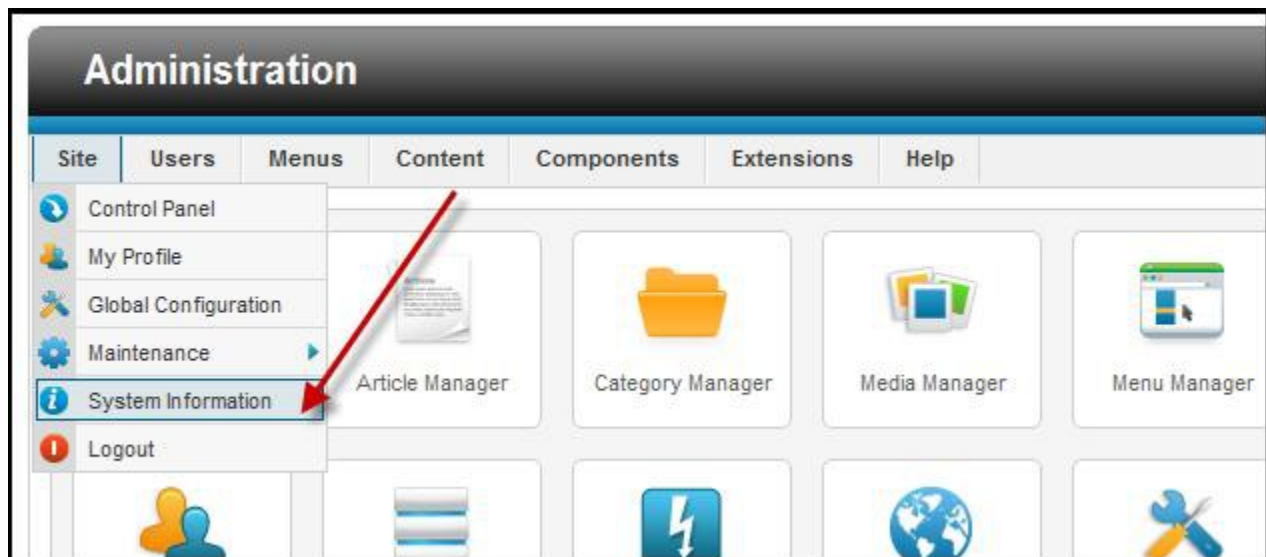 Administration
Site Users Menus Content Components Extensions Help
Control Panel
My Profile
Global Configuration
Maintenance
System Information
Logout
Article Manager Category Manager Media Manager Menu Manager